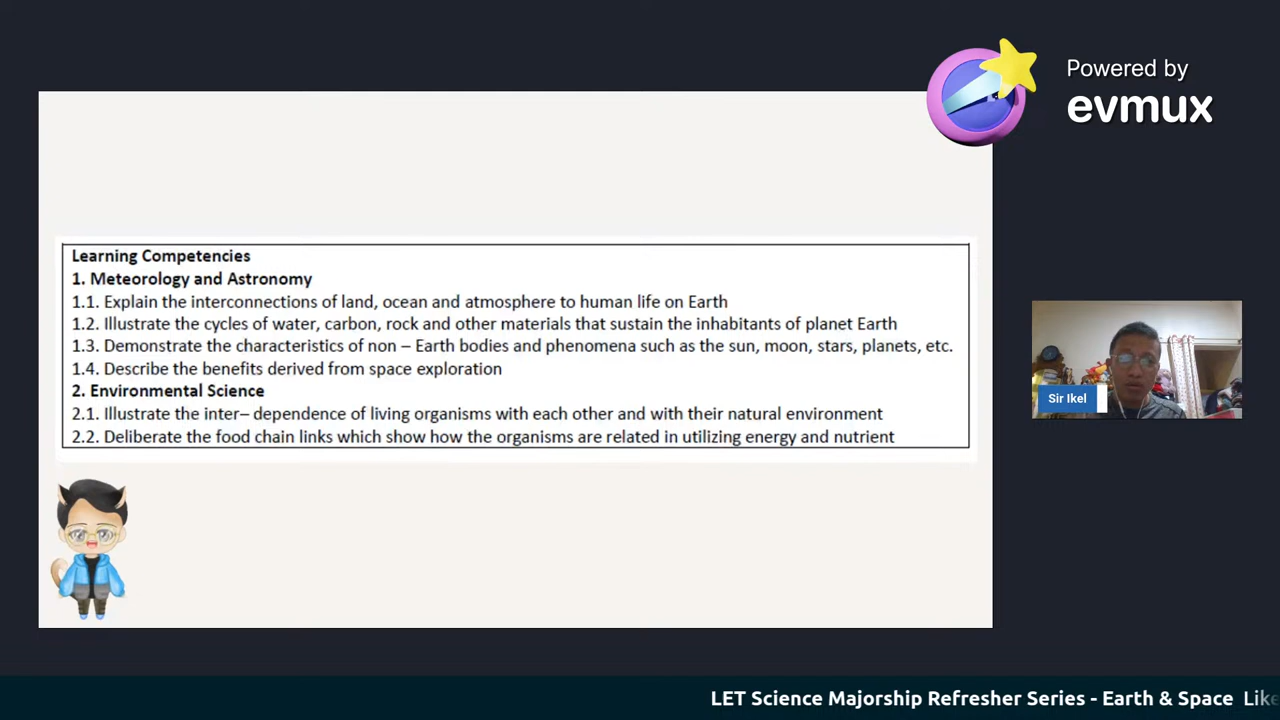 Powered by
evmux
Learning Competencies
1. Meteorology and Astronomy
1.1. Explain the interconnections of land, ocean and atmosphere to human life on Earth
1.2. Illustrate the cycles of water, carbon, rock and other materials that sustain the inhabitants of planet Earth
1.3. Demonstrate the characteristics of non – Earth bodies and phenomena such as the sun, moon, stars, planets, etc.
1.4. Describe the benefits derived from space exploration
2. Environmental Science
2.1. Illustrate the inter– dependence of living organisms with each other and with their natural environment
2.2. Deliberate the food chain links which show how the organisms are related in utilizing energy and nutrient
Sir Ikel
LET Science Majorship Refresher Series - Earth & Space Like